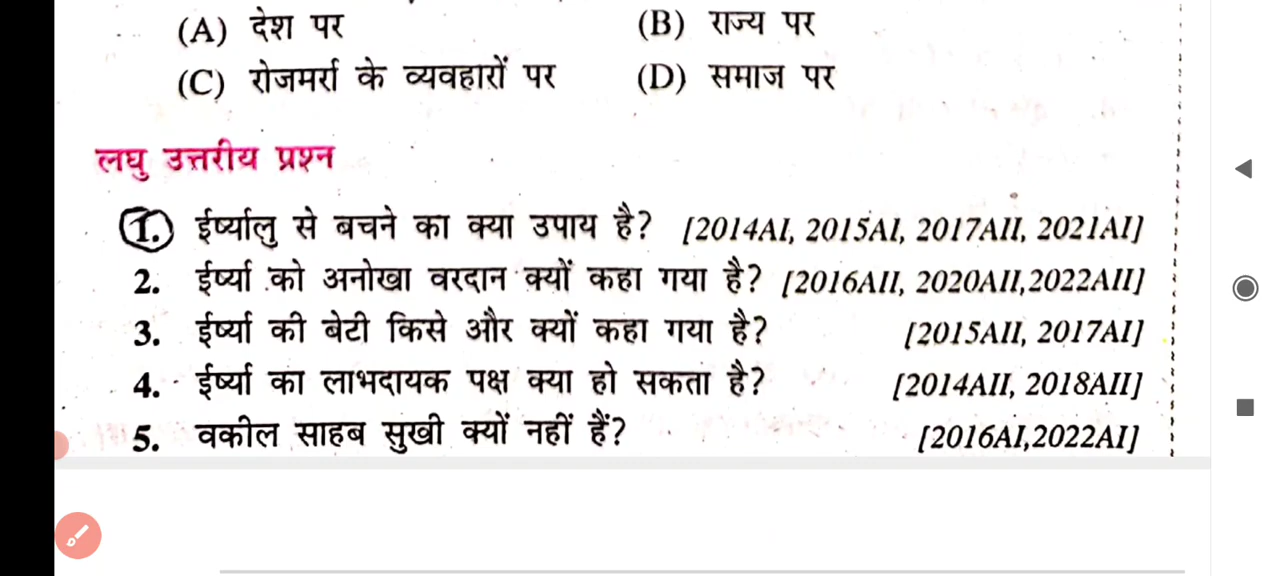 (A) देश पर (B) राज्य पर
(C) रोजमर्रा के व्यवहारों पर (D) समाज पर
लघु उत्तरीय प्रश्न
1. ईर्ष्यालु से बचने का क्या उपाय है? [2014AI, 2015AI, 2017AII, 2021AI]
2. ईर्ष्या को अनोखा वरदान क्यों कहा गया है? [2016AII, 2020AII,2022AII]
3. ईर्ष्या की बेटी किसे और क्यों कहा गया है? [2015AII, 2017AI]
4. ईर्ष्या का लाभदायक पक्ष क्या हो सकता है? [2014AII, 2018AII]
5. वकील साहब सुखी क्यों नहीं हैं? [2016AI,2022AI]